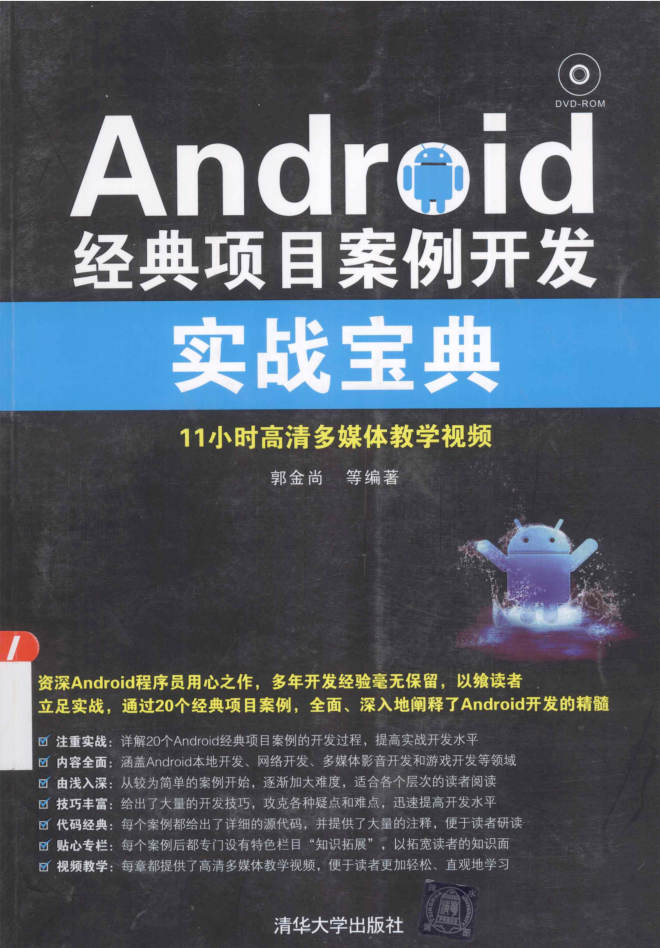 DVD-ROM
Android
经典项目案例开发
实战宝典
11小时高清多媒体教学视频
郭金尚 等编著
资深Android程序员用心之作，多年开发经验毫无保留，以飨读者
立足实战，通过20个经典项目案例，全面、深入地阐释了Android开发的精髓
注重实战：详解20个Android经典项目案例的开发过程，提高实战开发水平
内容全面：涵盖Android本地开发、网络开发、多媒体影音开发和游戏开发等领域
由浅入深：从较为简单的案例开始，逐渐加大难度，适合各个层次的读者阅读
技巧丰富：给出了大量的开发技巧，攻克各种疑点和难点，迅速提高开发水平
代码经典：每个案例都给出了详细的源代码，并提供了大量的注释，便于读者研读
贴心专栏：每个案例后都专门设有特色栏目“知识拓展”，以拓宽读者的知识面
视频教学：每章都提供了高清多媒体教学视频，便于读者更加轻松、直观地学习
清华大学出版社